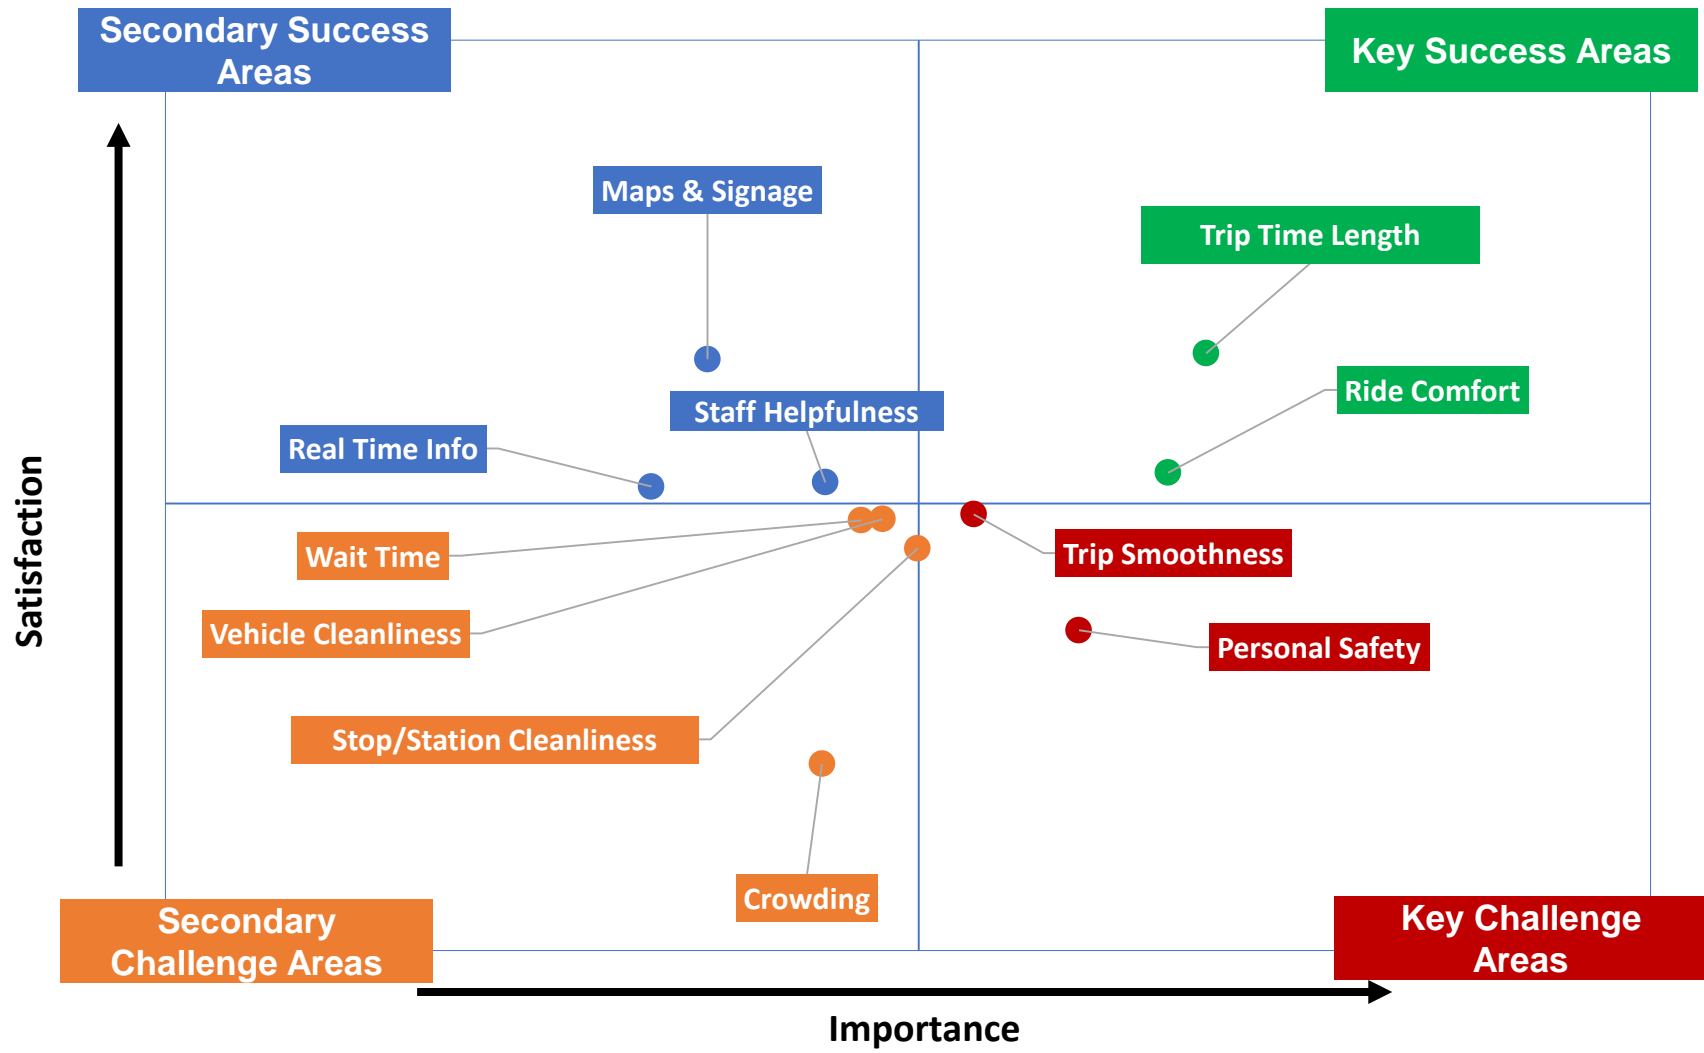 Secondary Success
Areas
Key Success Areas
Maps & Signage
Trip Time Length
Ride Comfort
Staff Helpfulness
Real Time Info
Wait Time
Trip Smoothness
Vehicle Cleanliness
Personal Safety
Stop/Station Cleanliness
Crowding
Satisfaction
Secondary
Challenge Areas
Key Challenge
Areas
Importance